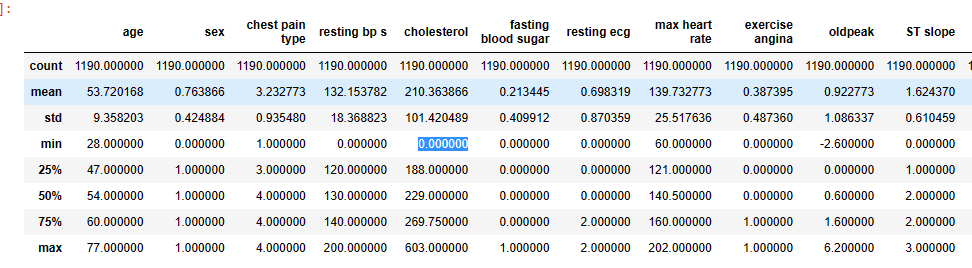 ]:
age sex chest pain type resting bp s cholesterol fasting blood sugar resting ecg max heart rate exercise angina oldpeak ST slope
count 1190.000000 1190.000000 1190.000000 1190.000000 1190.000000 1190.000000 1190.000000 1190.000000 1190.000000 1190.000000 1190.000000 1
mean 53.720168 0.763866 3.232773 132.153782 210.363866 0.213445 0.698319 139.732773 0.387395 0.922773 1.624370
std 9.358203 0.424884 0.935480 18.368823 101.420489 0.409912 0.870359 25.517636 0.487360 1.086337 0.610459
min 28.000000 0.000000 1.000000 0.000000 0.000000 0.000000 0.000000 60.000000 0.000000 -2.600000 0.000000
25% 47.000000 1.000000 3.000000 120.000000 188.000000 0.000000 0.000000 121.000000 0.000000 0.000000 1.000000
50% 54.000000 1.000000 4.000000 130.000000 229.000000 0.000000 0.000000 140.500000 0.000000 0.600000 2.000000
75% 60.000000 1.000000 4.000000 140.000000 269.750000 0.000000 2.000000 160.000000 1.000000 1.600000 2.000000
max 77.000000 1.000000 4.000000 200.000000 603.000000 1.000000 2.000000 202.000000 1.000000 6.200000 3.000000